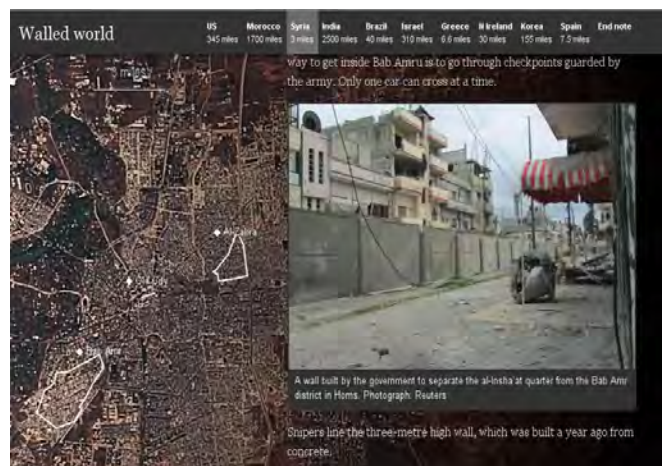 Walled world
US Morocco Syria India Brazil Israel Greece N Ireland Korea Spain End note
345 miles 1700 miles 3 miles 2500 miles 40 miles 310 miles 6.6 miles 30 miles 155 miles 7.5 miles
way to get inside Bab Amru is to go through checkpoints guarded by
the army. Only one car can cross at a time.
3 miles
Bab Amr
A wall built by the government to separate the al-Insha'at quarter from the Bab Amr
district in Homs. Photograph: Reuters
Snipers line the three-metre high wall, which was built a year ago from
concrete.